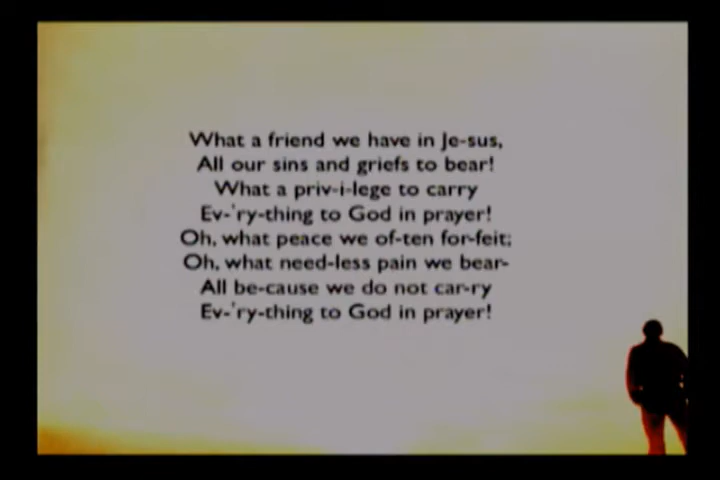 What a friend we have in Je-sus,
All our sins and griefs to bear!
What a priv-i-lege to carry
Ev-'ry-thing to God in prayer!
Oh, what peace we of-ten for-feit;
Oh, what need-less pain we bear-
All be-cause we do not car-ry
Ev-'ry-thing to God in prayer!